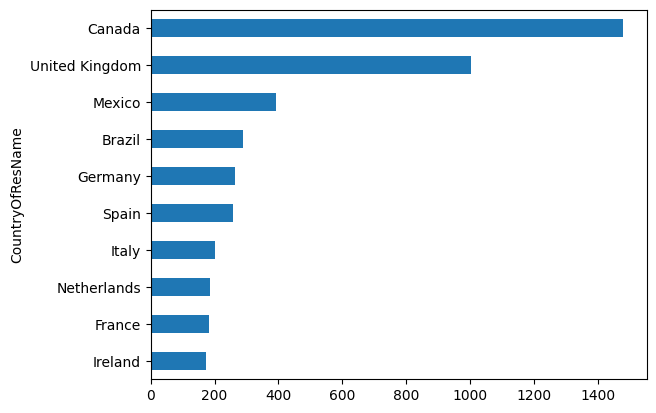 Canada
United Kingdom
Mexico
Brazil
Germany
Spain
Italy
Netherlands
France
Ireland
CountryOfResName
0 200 400 600 800 1000 1200 1400